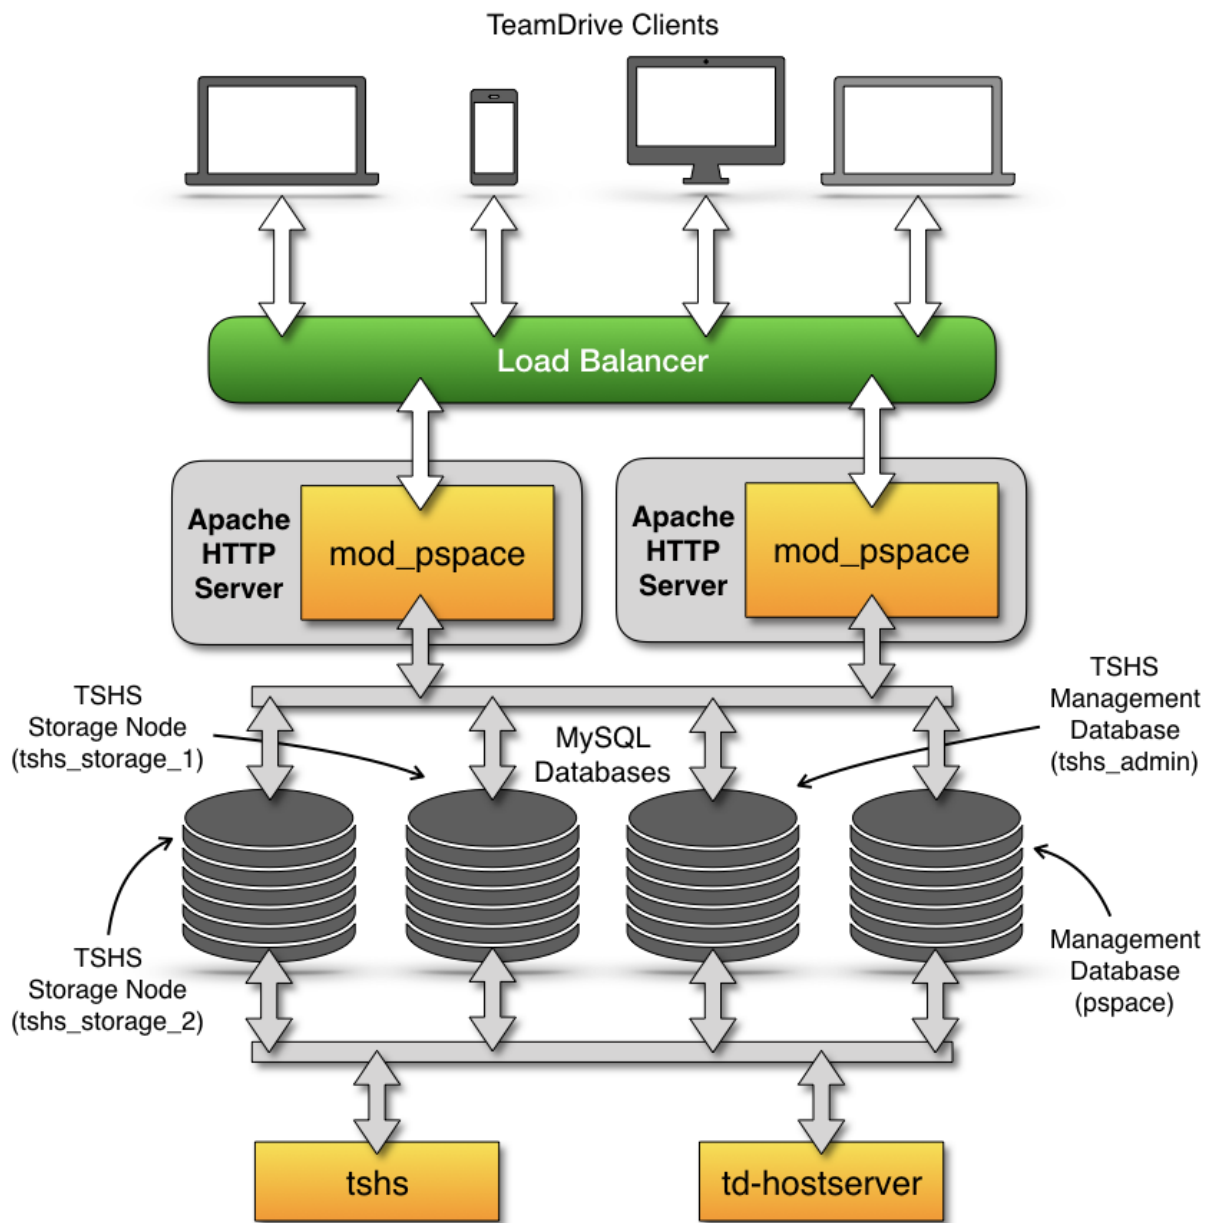 TeamDrive Clients
Load Balancer
Apache
HTTP
Server
mod_pspace
Apache
HTTP
Server
mod_pspace
TSHS
Storage Node
(tshs_storage_1)
MySQL
Databases
TSHS
Management
Database
(tshs_admin)
TSHS
Storage Node
(tshs_storage_2)
Management
Database
(pspace)
tshs
td-hostserver